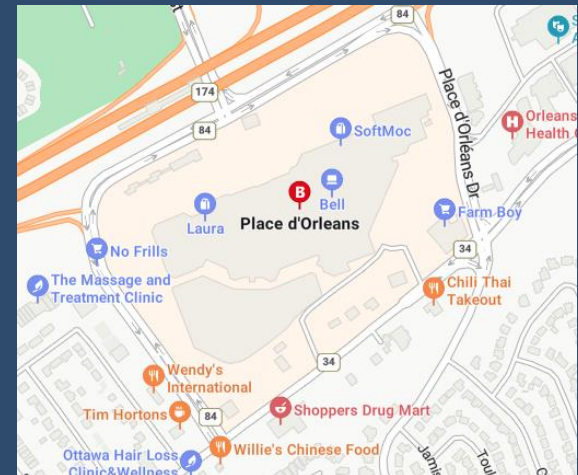 84
174
84
Place d'Orléans Dr
Orleans
Health
SoftMoc
B
Bell
Laura
Place d'Orleans
Farm Boy
34
No Frills
The Massage and
Treatment Clinic
Chili Thai
Takeout
34
Wendy's
International
Tim Hortons
84
Shoppers Drug Mart
Willie's Chinese Food
Ottawa Hair Loss
Clinic&Wellness